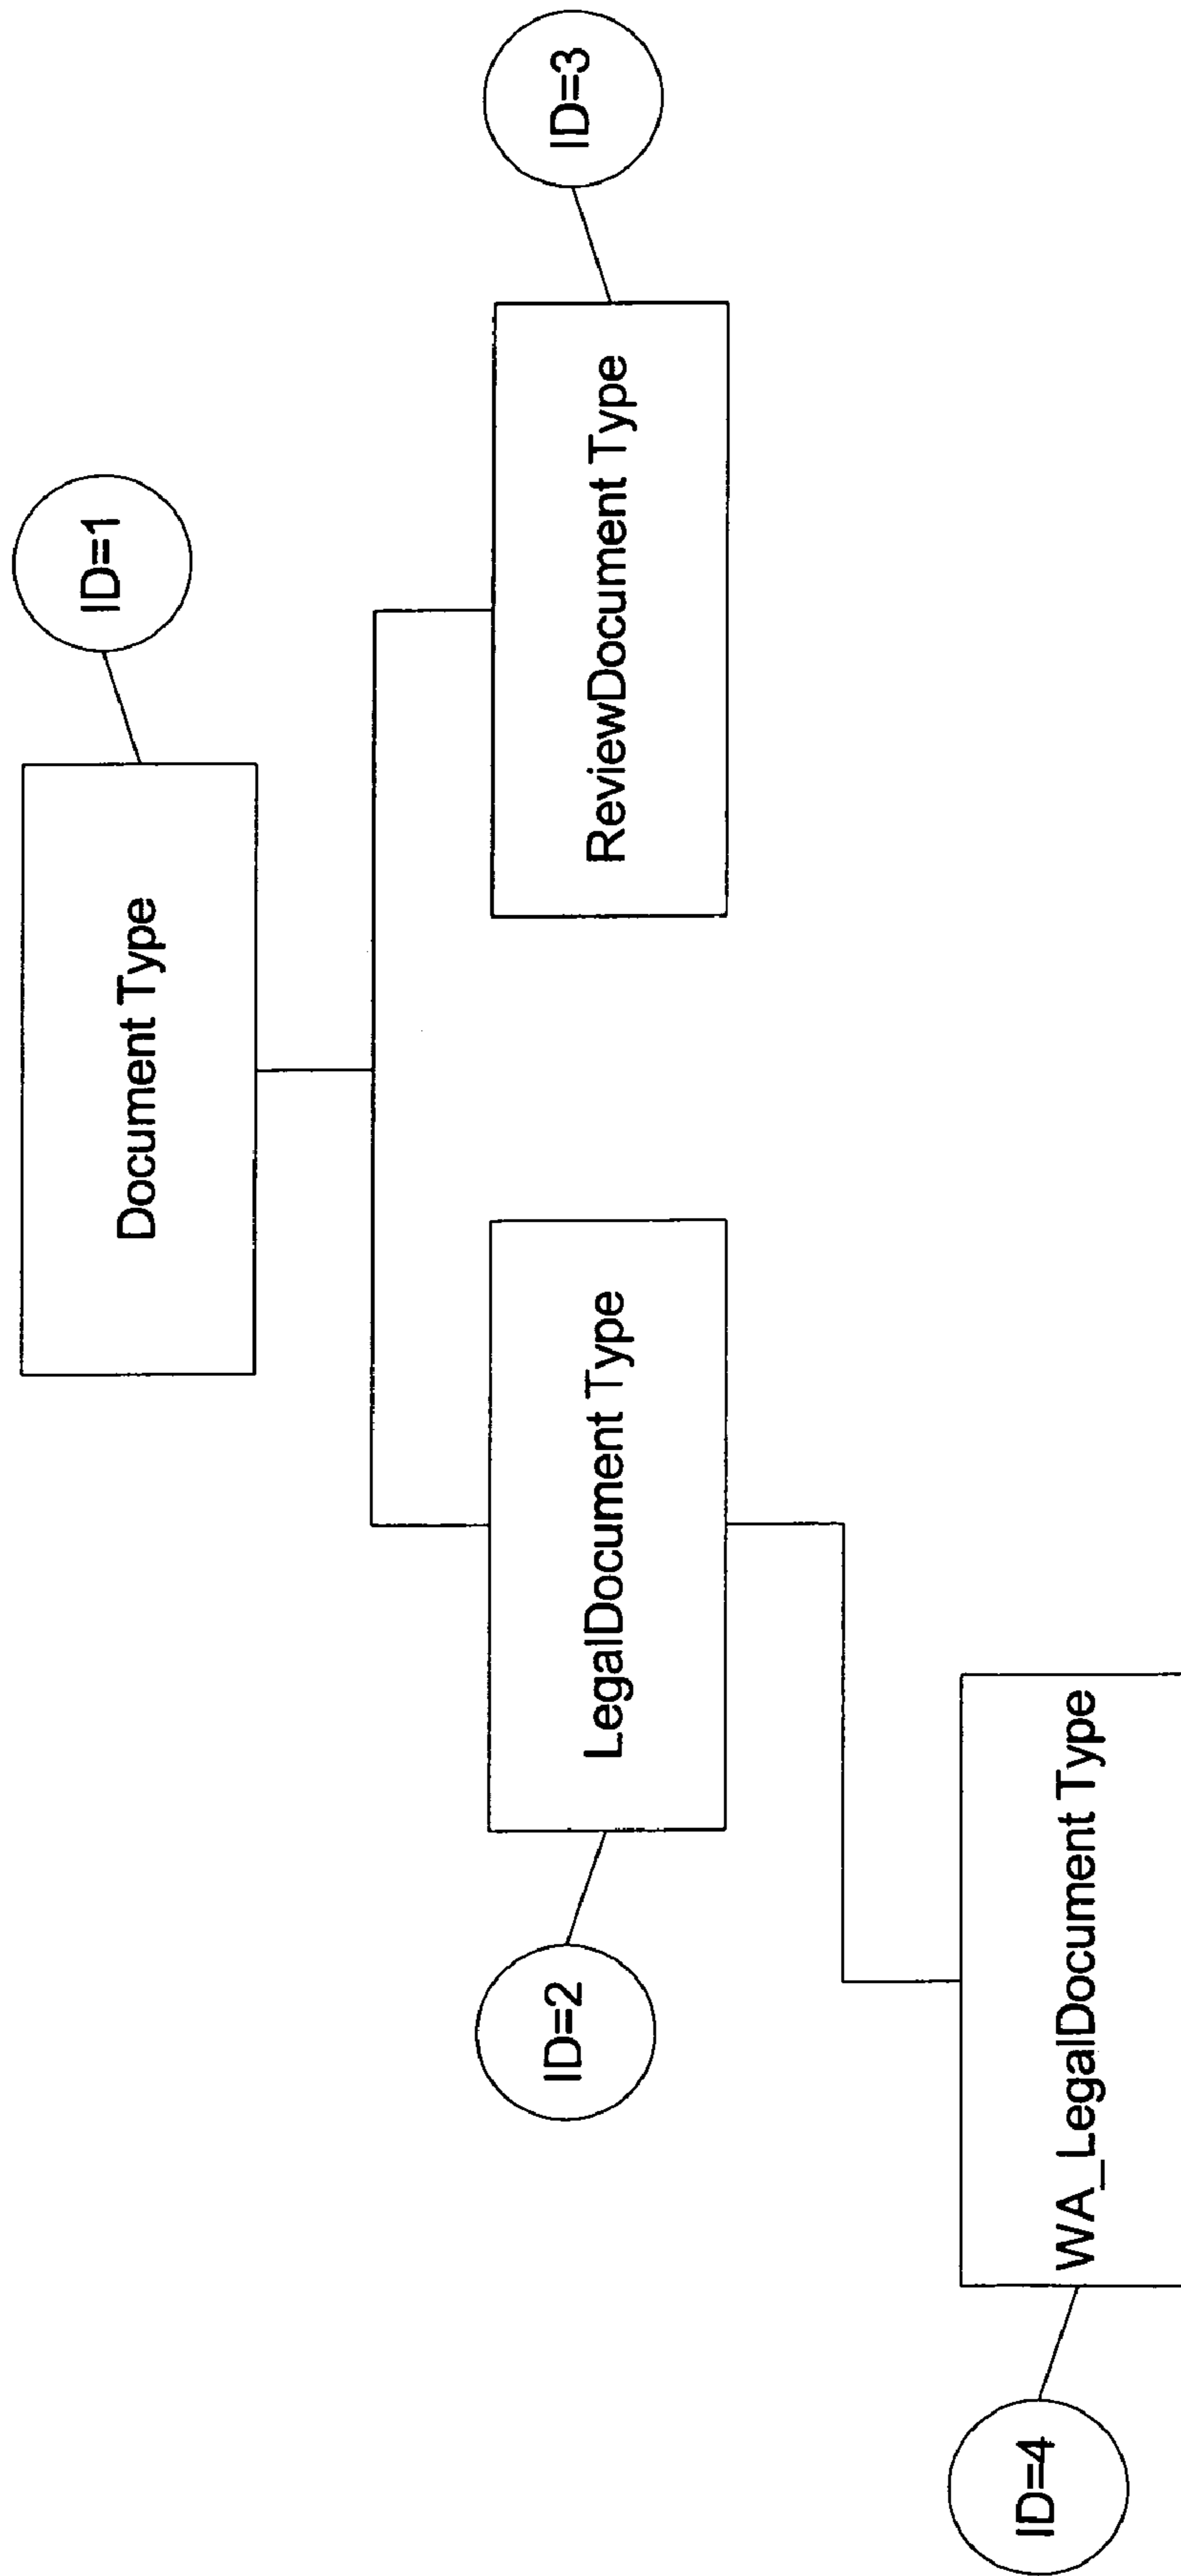 Document Type
ID=1
ID=2
LegalDocument Type
ReviewDocument Type
ID=3
ID=4
WA_LegalDocument Type